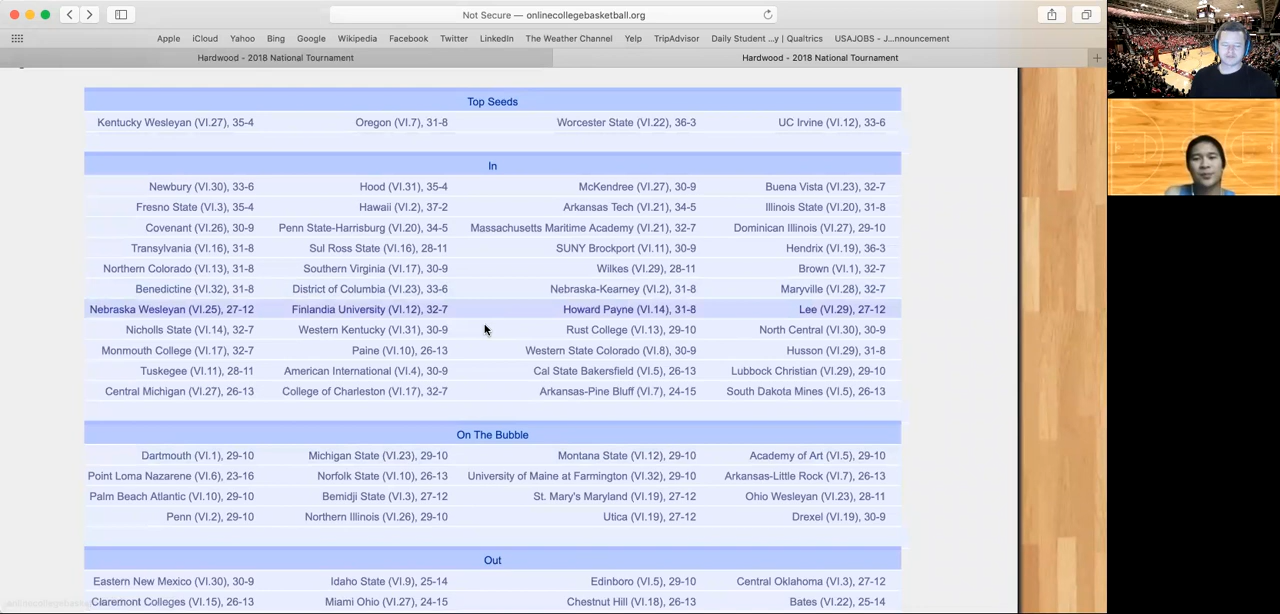 Not Secure — onlinecollegebasketball.org
Apple iCloud Yahoo Bing Google Wikipedia Facebook Twitter LinkedIn The Weather Channel Yelp TripAdvisor Daily Student ...y | Qualtrics USAJOBS - J...nnouncement
Hardwood - 2018 National Tournament Hardwood - 2018 National Tournament
Top Seeds
Kentucky Wesleyan (VI.27), 35-4 Oregon (VI.7), 31-8 Worcester State (VI.22), 36-3 UC Irvine (VI.12), 33-6
In
Newbury (VI.30), 33-6 Hood (VI.31), 35-4 McKendree (VI.27), 30-9 Buena Vista (VI.23), 32-7
Fresno State (VI.3), 35-4 Hawaii (VI.2), 37-2 Arkansas Tech (VI.21), 34-5 Illinois State (VI.20), 31-8
Covenant (VI.26), 30-9 Penn State-Harrisburg (VI.20), 34-5 Massachusetts Maritime Academy (VI.21), 32-7 Dominican Illinois (VI.27), 29-10
Transylvania (VI.16), 31-8 Sul Ross State (VI.16), 28-11 SUNY Brockport (VI.11), 30-9 Hendrix (VI.19), 36-3
Northern Colorado (VI.13), 31-8 Southern Virginia (VI.17), 30-9 Wilkes (VI.29), 28-11 Brown (VI.1), 32-7
Benedictine (VI.32), 31-8 District of Columbia (VI.23), 33-6 Nebraska-Kearney (VI.2), 31-8 Maryville (VI.28), 32-7
Nebraska Wesleyan (VI.25), 27-12 Finlandia University (VI.12), 32-7 Howard Payne (VI.14), 31-8 Lee (VI.29), 27-12
Nicholls State (VI.14), 32-7 Western Kentucky (VI.31), 30-9 Rust College (VI.13), 29-10 North Central (VI.30), 30-9
Monmouth College (VI.17), 32-7 Paine (VI.10), 26-13 Western State Colorado (VI.8), 30-9 Husson (VI.29), 31-8
Tuskegee (VI.11), 28-11 American International (VI.4), 30-9 Cal State Bakersfield (VI.5), 26-13 Lubbock Christian (VI.29), 29-10
Central Michigan (VI.27), 26-13 College of Charleston (VI.17), 32-7 Arkansas-Pine Bluff (VI.7), 24-15 South Dakota Mines (VI.5), 26-13
On The Bubble
Dartmouth (VI.1), 29-10 Michigan State (VI.23), 29-10 Montana State (VI.12), 29-10 Academy of Art (VI.5), 29-10
Point Loma Nazarene (VI.6), 23-16 Norfolk State (VI.10), 26-13 University of Maine at Farmington (VI.32), 29-10 Arkansas-Little Rock (VI.7), 26-13
Palm Beach Atlantic (VI.10), 29-10 Bemidji State (VI.3), 27-12 St. Mary's Maryland (VI.19), 27-12 Ohio Wesleyan (VI.23), 28-11
Penn (VI.2), 29-10 Northern Illinois (VI.26), 29-10 Utica (VI.19), 27-12 Drexel (VI.19), 30-9
Out
Eastern New Mexico (VI.30), 30-9 Idaho State (VI.9), 25-14 Edinboro (VI.5), 29-10 Central Oklahoma (VI.3), 27-12
Claremont Colleges (VI.15), 26-13 Miami Ohio (VI.27), 24-15 Chestnut Hill (VI.18), 26-13 Bates (VI.22), 25-14